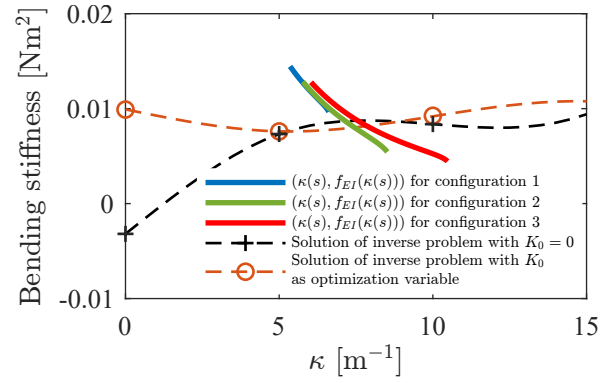 Bending stiffness [Nm²]
0.02
0.01
0
-0.01
(κ(s), f_EI(κ(s))) for configuration 1
(κ(s), f_EI(κ(s))) for configuration 2
(κ(s), f_EI(κ(s))) for configuration 3
Solution of inverse problem with K₀ = 0
Solution of inverse problem with K₀
as optimization variable
0 5 10 15
κ [m⁻¹]